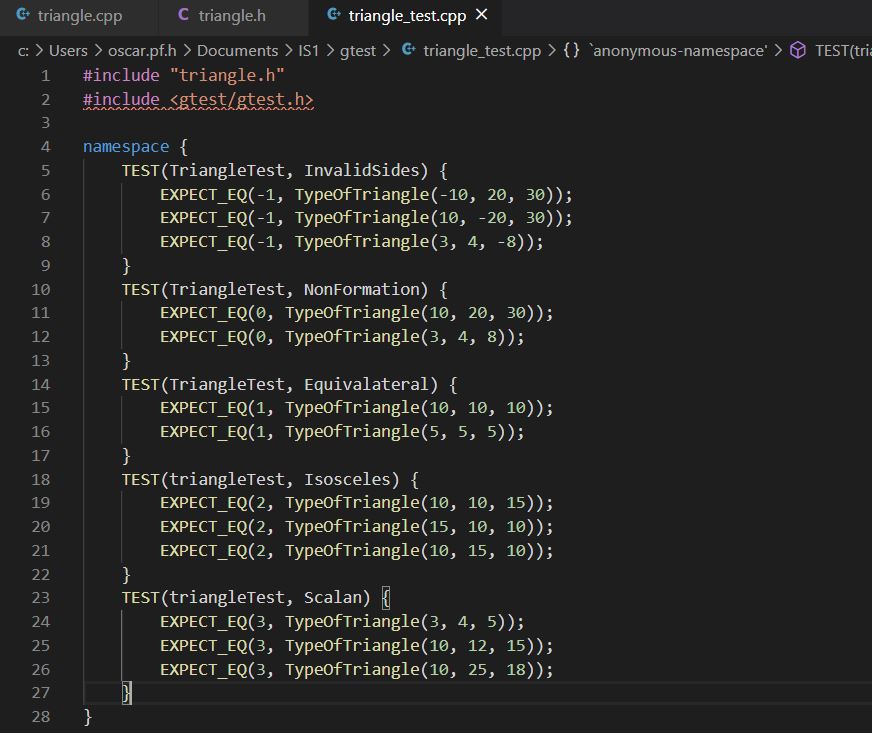 triangle.cpp triangle.h triangle_test.cpp
c: > Users > oscar.pf.h > Documents > IS1 > gtest > triangle_test.cpp > {} `anonymous-namespace' > TEST(tria
1 #include "triangle.h"
2 #include <gtest/gtest.h>
3
4 namespace {
5 TEST(TriangleTest, InvalidSides) {
6 EXPECT_EQ(-1, TypeOfTriangle(-10, 20, 30));
7 EXPECT_EQ(-1, TypeOfTriangle(10, -20, 30));
8 EXPECT_EQ(-1, TypeOfTriangle(3, 4, -8));
9 }
10 TEST(TriangleTest, NonFormation) {
11 EXPECT_EQ(0, TypeOfTriangle(10, 20, 30));
12 EXPECT_EQ(0, TypeOfTriangle(3, 4, 8));
13 }
14 TEST(TriangleTest, Equivalateral) {
15 EXPECT_EQ(1, TypeOfTriangle(10, 10, 10));
16 EXPECT_EQ(1, TypeOfTriangle(5, 5, 5));
17 }
18 TEST(triangleTest, Isosceles) {
19 EXPECT_EQ(2, TypeOfTriangle(10, 10, 15));
20 EXPECT_EQ(2, TypeOfTriangle(15, 10, 10));
21 EXPECT_EQ(2, TypeOfTriangle(10, 15, 10));
22 }
23 TEST(triangleTest, Scalan) {
24 EXPECT_EQ(3, TypeOfTriangle(3, 4, 5));
25 EXPECT_EQ(3, TypeOfTriangle(10, 12, 15));
26 EXPECT_EQ(3, TypeOfTriangle(10, 25, 18));
27 }
28 }